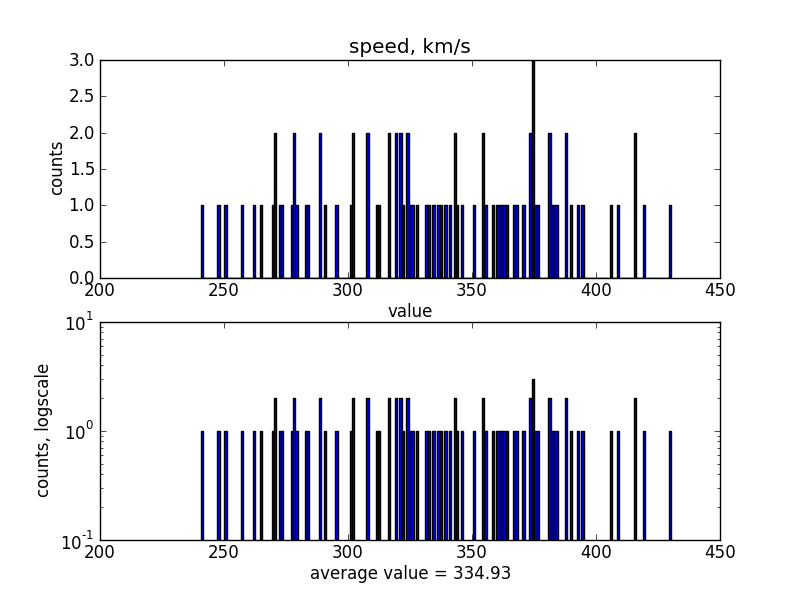 speed, km/s
3.0
2.5
2.0
1.5
1.0
0.5
0.0
counts
200 250 300 350 400 450
value
10^1
10^0
10^-1
counts, logscale
200 250 300 350 400 450
average value = 334.93